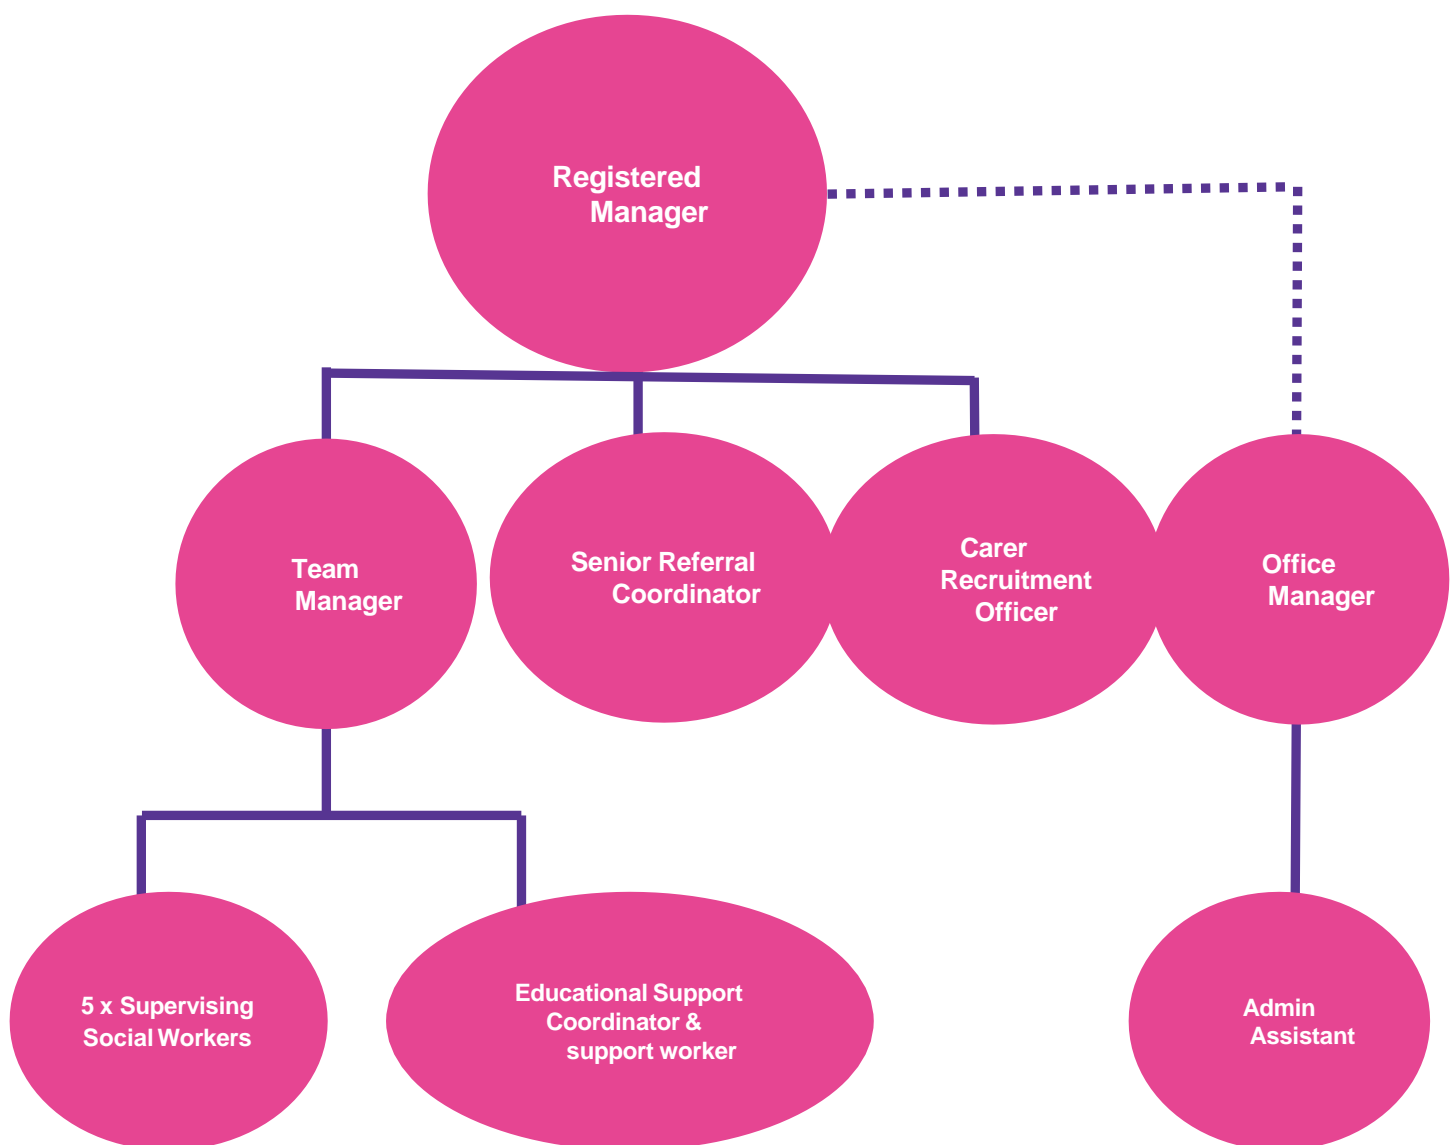 Registered
Manager
Team
Manager
Senior Referral
Coordinator
Carer
Recruitment
Officer
Office
Manager
5 x Supervising
Social Workers
Educational Support
Coordinator &
support worker
Admin
Assistant